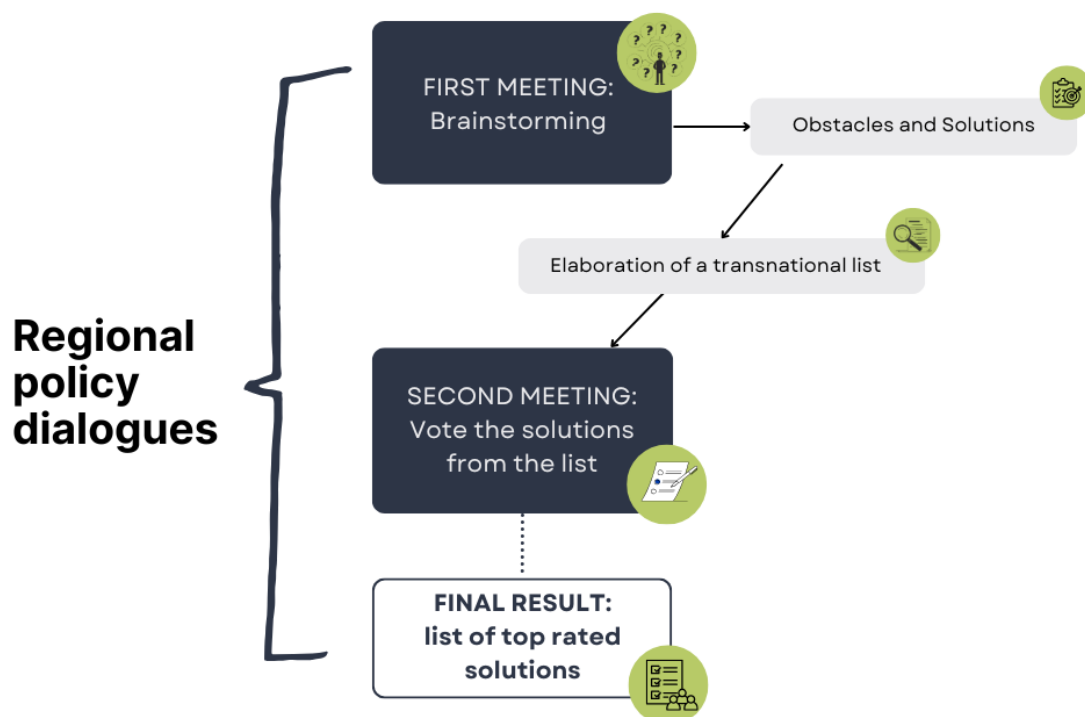 FIRST MEETING:
Brainstorming
Obstacles and Solutions
Elaboration of a transnational list
Regional
policy
dialogues
SECOND MEETING:
Vote the solutions
from the list
FINAL RESULT:
list of top rated
solutions